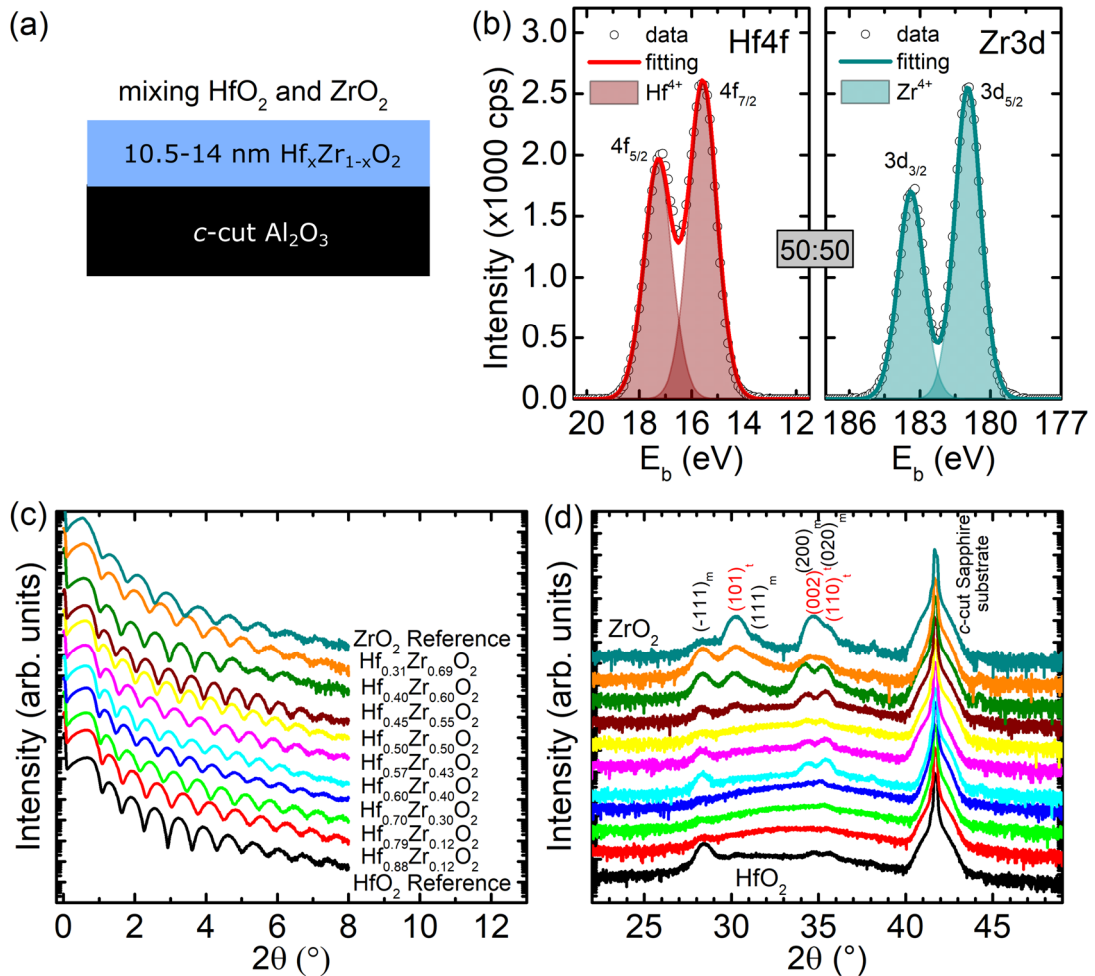 (a)
mixing HfO2 and ZrO2
10.5-14 nm HfxZr1-xO2
c-cut Al2O3
(b)
3.0
2.5
2.0
1.5
1.0
0.5
0.0
Intensity (x1000 cps)
data
fitting
Hf4+
Hf4f
4f7/2
4f5/2
20 18 16 14 12
Eb (eV)
50:50
data
fitting
Zr4+
Zr3d
3d5/2
3d3/2
186 183 180 177
Eb (eV)
(c)
Intensity (arb. units)
ZrO2 Reference
Hf0.31Zr0.69O2
Hf0.40Zr0.60O2
Hf0.45Zr0.55O2
Hf0.50Zr0.50O2
Hf0.57Zr0.43O2
Hf0.60Zr0.40O2
Hf0.70Zr0.30O2
Hf0.79Zr0.12O2
Hf0.88Zr0.12O2
HfO2 Reference
0 2 4 6 8 10 12
2θ (°)
(d)
Intensity (arb. units)
ZrO2
(-111)m
(101)t
(111)m
(200)m
(002)t
(020)m
(110)t
c-cut Sapphire
substrate
HfO2
25 30 35 40 45
2θ (°)